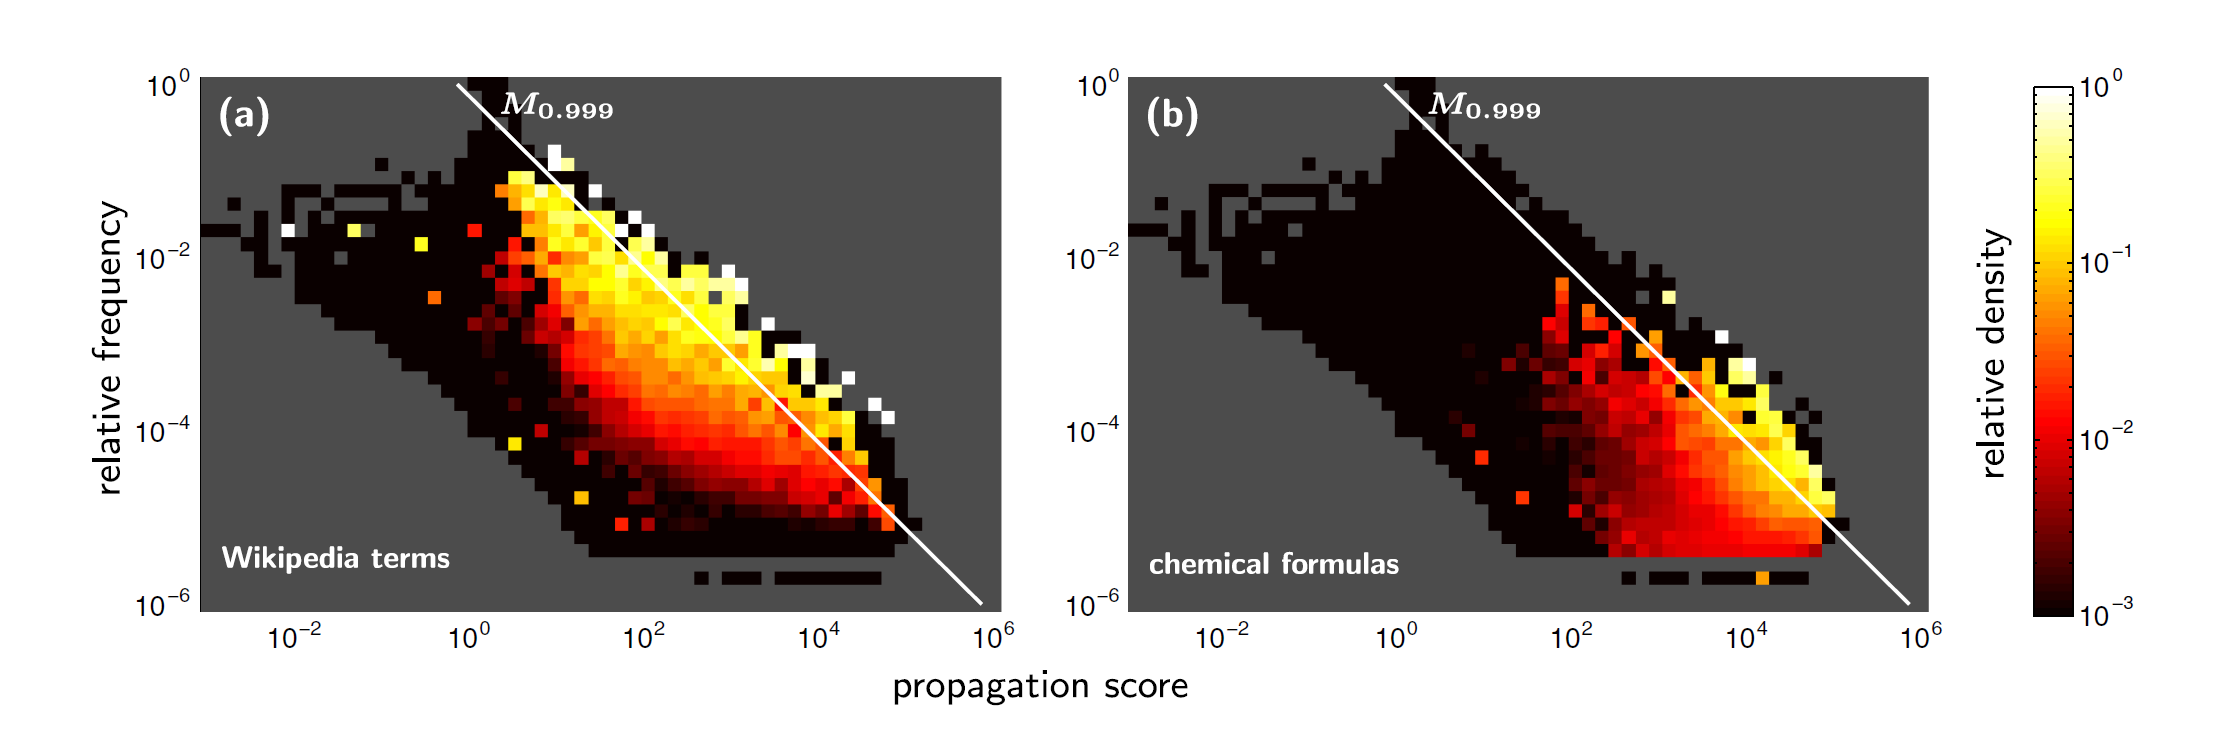 (a)
M0.999
Wikipedia terms
10^0
10^−2
10^−4
10^−6
10^−2
10^0
10^2
10^4
10^6
relative frequency
(b)
M0.999
chemical formulas
10^0
10^−2
10^−4
10^−6
10^−2
10^0
10^2
10^4
10^6
propagation score
relative density
10^0
10^−1
10^−2
10^−3